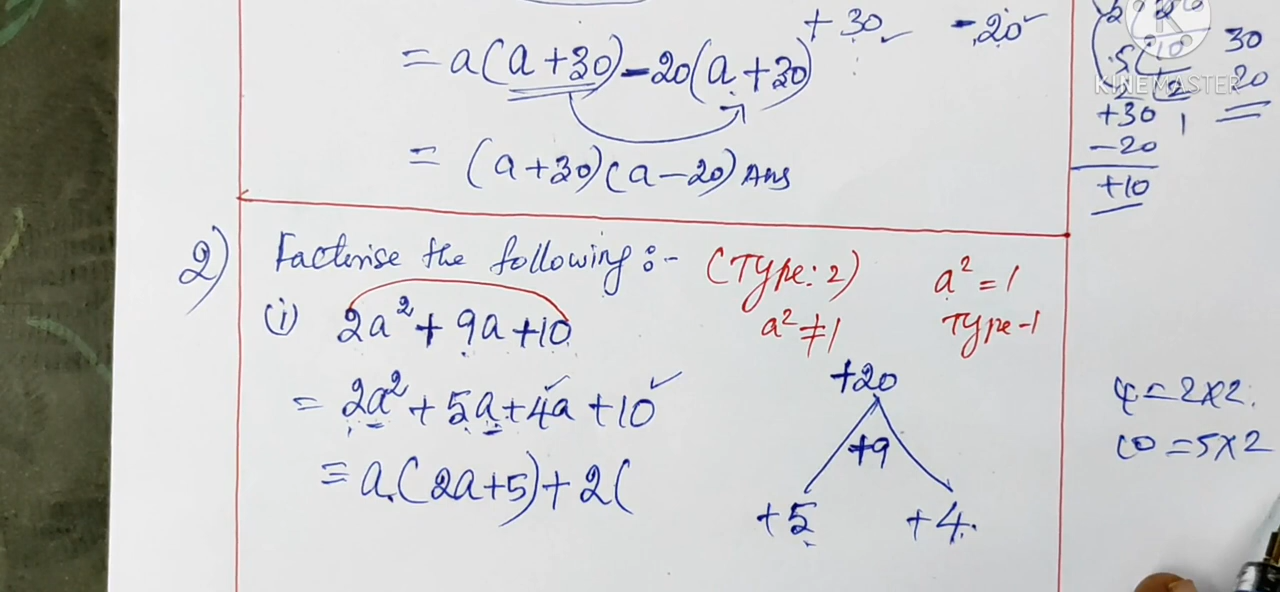 + 30 - 20
= a(a+30)-20(a+30)
= (a+30)(a-20) Ans
30
20
KINEMASTER
+30
-20
+10
2) Factorise the following :- (Type: 2) a² = 1
(i) 2a² + 9a +10 a² ≠ 1 Type-1
= 2a² + 5a + 4a + 10
+20
4 = 2×2.
+9
10 = 5×2
= a(2a+5)+2(
+5 +4